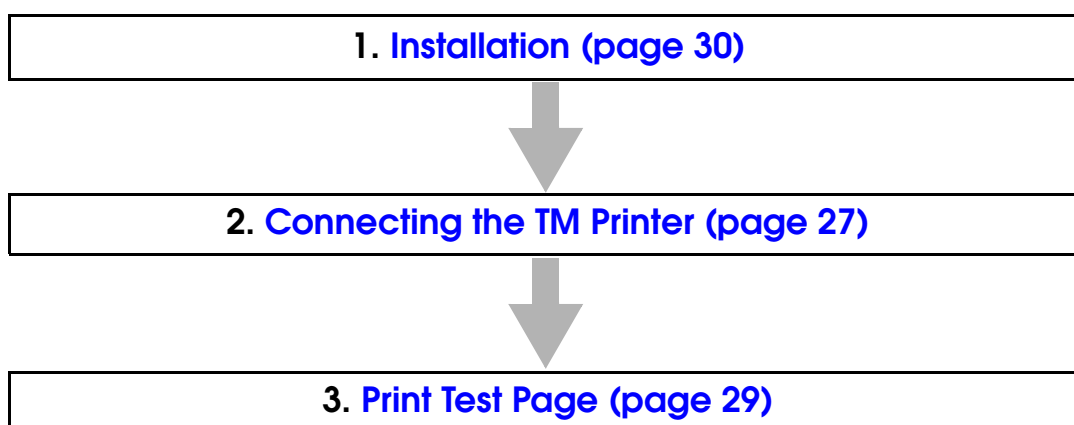 1. Installation (page 30)
2. Connecting the TM Printer (page 27)
3. Print Test Page (page 29)